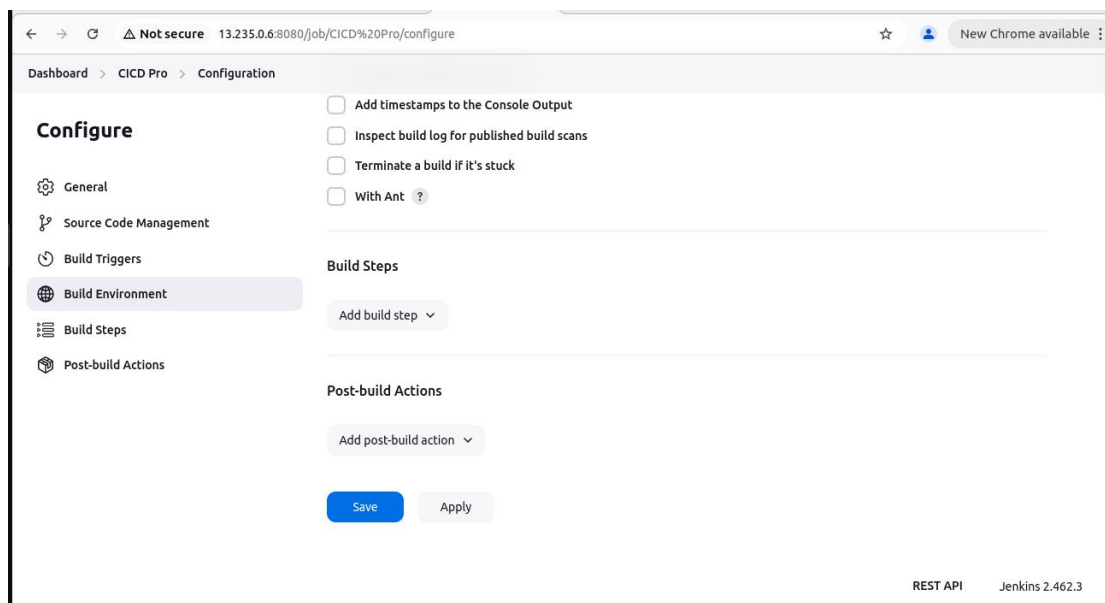 Not secure 13.235.0.6:8080/job/CICD%20Pro/configure New Chrome available
Dashboard > CICD Pro > Configuration
Configure
General
Source Code Management
Build Triggers
Build Environment
Build Steps
Post-build Actions
Add timestamps to the Console Output
Inspect build log for published build scans
Terminate a build if it's stuck
With Ant ?
Build Steps
Add build step
Post-build Actions
Add post-build action
Save Apply
REST API Jenkins 2.462.3